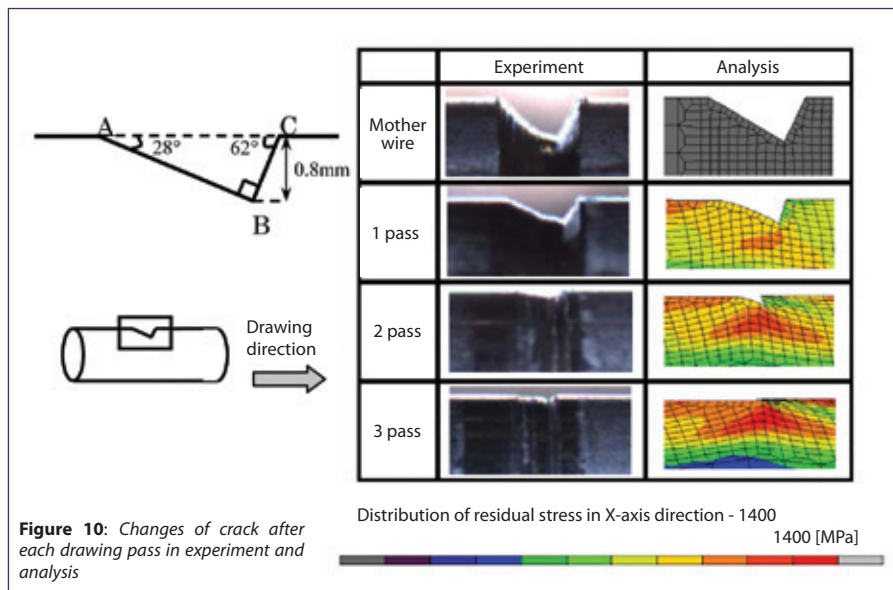 A
C
28°
62°
0.8mm
B
Drawing
direction
Experiment
Analysis
Mother
wire
1 pass
2 pass
3 pass
Figure 10: Changes of crack after
each drawing pass in experiment and
analysis
Distribution of residual stress in X-axis direction - 1400
1400 [MPa]